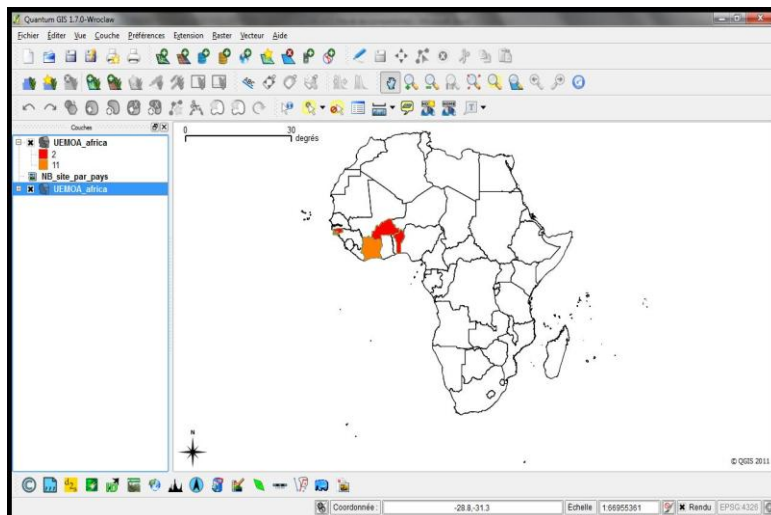 Quantum GIS 1.7.0-Wroclaw
Fichier Éditer Vue Couche Préférences Extension Raster Vecteur Aide
Couches
UEMOA_africa
2
11
NB_site_par_pays
UEMOA_africa
0 30
degrés
N
© QGIS 2011
Coordonnée : -28.8,-31.3 Echelle 1:66955361 Rendu EPSG:4326